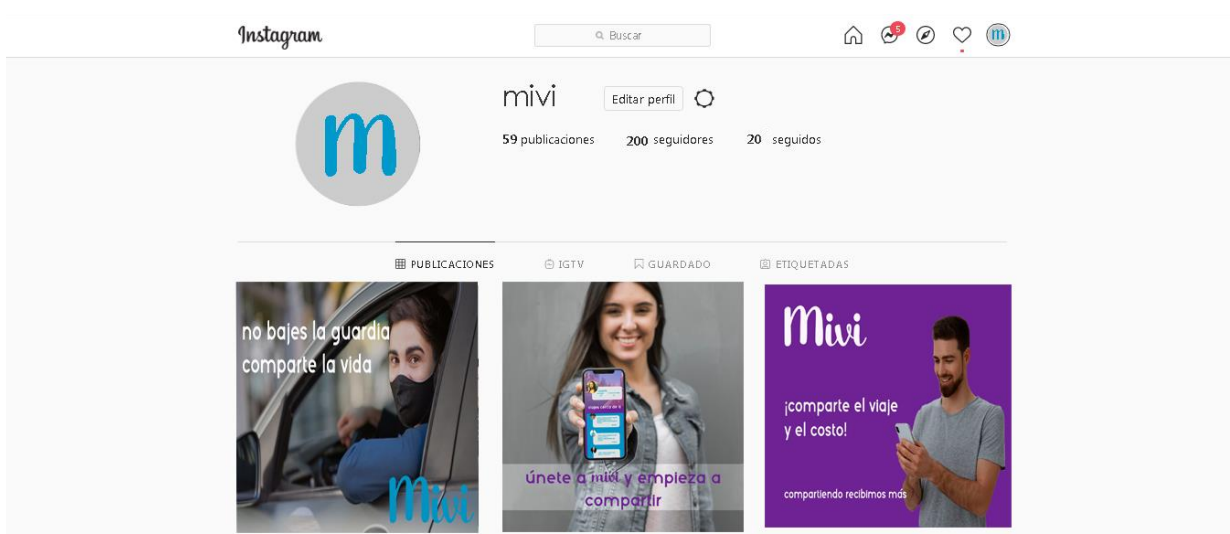 Instagram
Buscar
5
m
m
mivi
Editar perfil
59 publicaciones 200 seguidores 20 seguidos
PUBLICACIONES IGTV GUARDADO ETIQUETADAS
no bajes la guardia
comparte la vida
Mivi
únete a mivi y empieza a
compartir
Mivi
¡comparte el viaje
y el costo!
compartiendo recibimos más